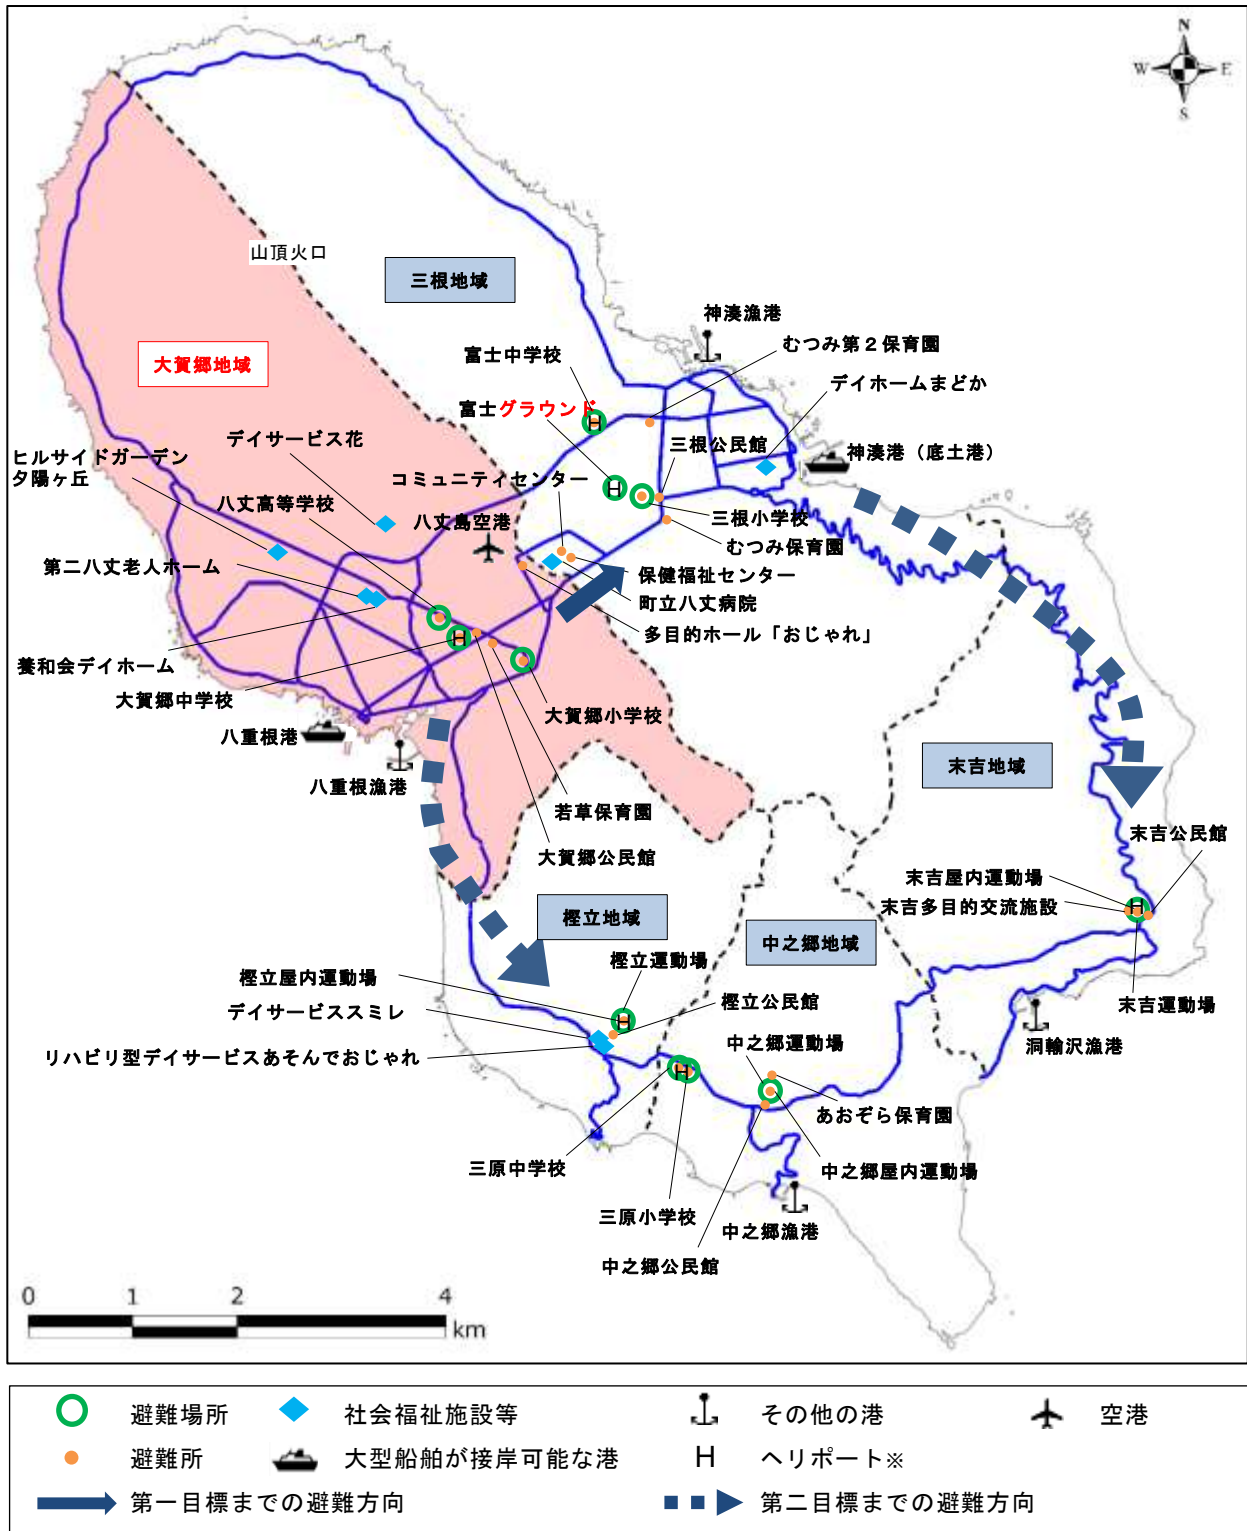 N
W E
S
山頂火口
三根地域
神湊漁港
大賀郷地域
富士中学校
むつみ第2保育園
デイホームまどか
富士グラウンド
デイサービス花
三根公民館
神湊港（底土港）
ヒルサイドガーデン
夕陽ヶ丘
コミュニティセンター
八丈高等学校
八丈島空港
三根小学校
むつみ保育園
第二八丈老人ホーム
保健福祉センター
町立八丈病院
多目的ホール「おじゃれ」
養和会デイホーム
大賀郷中学校
大賀郷小学校
八重根港
末吉地域
八重根漁港
若草保育園
末吉公民館
大賀郷公民館
末吉屋内運動場
末吉多目的交流施設
樫立地域
中之郷地域
樫立運動場
樫立屋内運動場
樫立公民館
末吉運動場
デイサービススミレ
洞輪沢漁港
リハビリ型デイサービスあそんでおじゃれ
中之郷運動場
あおぞら保育園
三原中学校
中之郷屋内運動場
三原小学校
中之郷漁港
中之郷公民館
0 1 2 4
km
避難場所 社会福祉施設等 その他の港 空港
避難所 大型船舶が接岸可能な港 H ヘリポート※
第一目標までの避難方向 第二目標までの避難方向